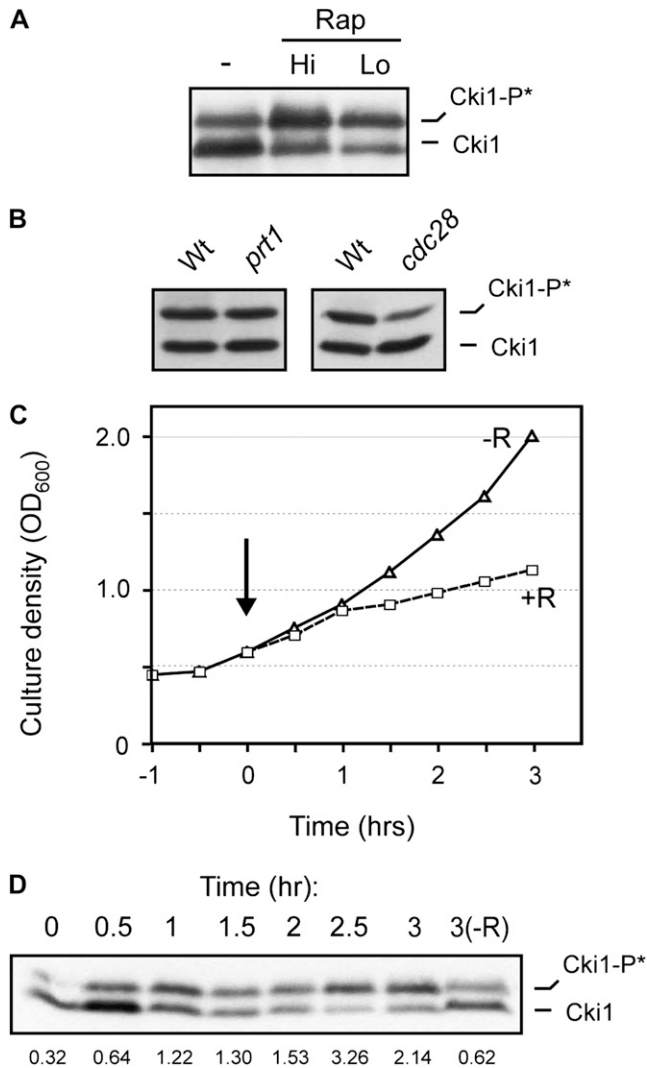 A
Rap
- Hi Lo
Cki1-P*
Cki1
B
Wt prt1 Wt cdc28
Cki1-P*
Cki1
C
Culture density (OD600)
2.0
1.0
0
-R
+R
-1 0 1 2 3
Time (hrs)
D
Time (hr):
0 0.5 1 1.5 2 2.5 3 3(-R)
Cki1-P*
Cki1
0.32 0.64 1.22 1.30 1.53 3.26 2.14 0.62